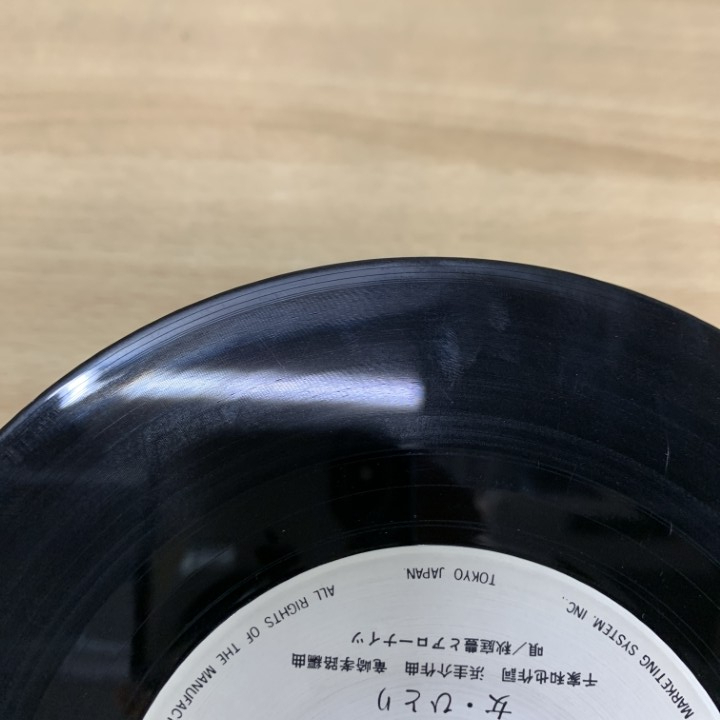 女・ひとり
千家和也作詞 浜圭介作曲 竜崎孝路編曲
唄/秋庭豊とアローナイツ
ALL RIGHTS OF THE MANUFAC
MARKETING SYSTEM, INC.,
TOKYO JAPAN